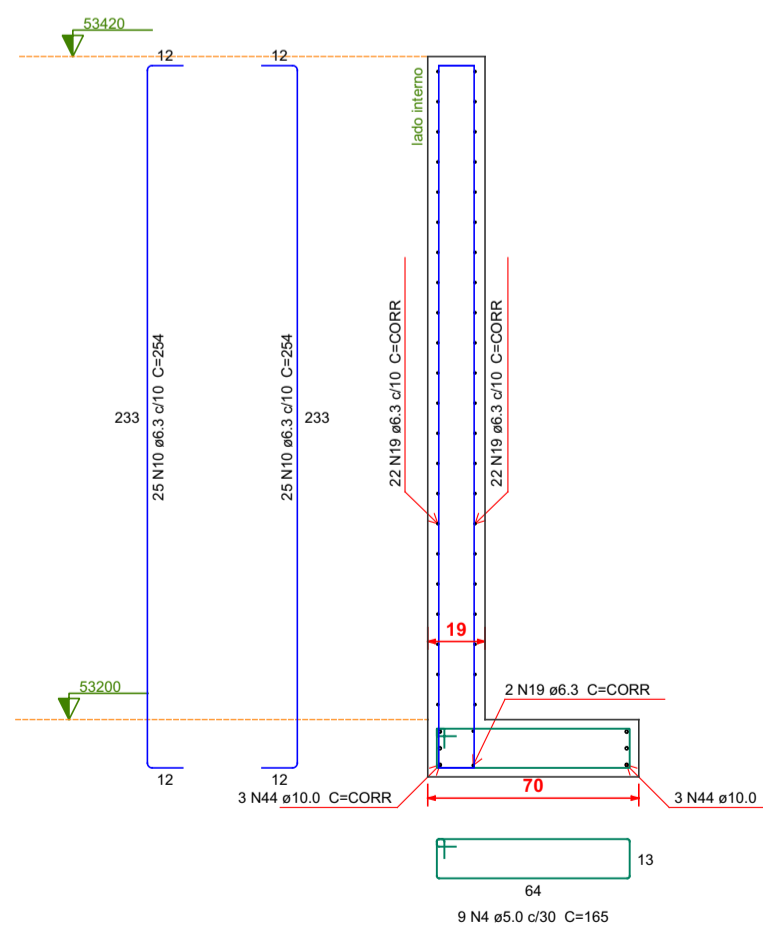 53420
12
12
lado interno
25 N10 ø6.3 c/10  C=254
233
25 N10 ø6.3 c/10  C=254
233
22 N19 ø6.3 c/10  C=CORR
22 N19 ø6.3 c/10  C=CORR
19
53200
2 N19 ø6.3  C=CORR
12
12
3 N44 ø10.0  C=CORR
70
3 N44 ø10.0
13
64
9 N4 ø5.0 c/30  C=165